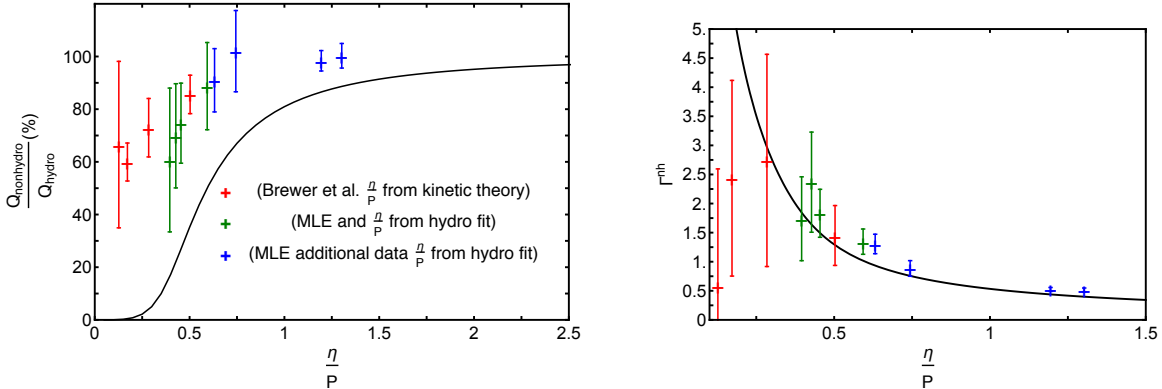 Q_nonhydro / Q_hydro (%)
100
80
60
40
20
0
(Brewer et al. η/P from kinetic theory)
(MLE and η/P from hydro fit)
(MLE additional data η/P from hydro fit)
0 0.5 1 1.5 2 2.5
η/P
Γ^nh
5.
4.5
4.
3.5
3.
2.5
2.
1.5
1.
0.5
0
0 0.5 1 1.5
η/P